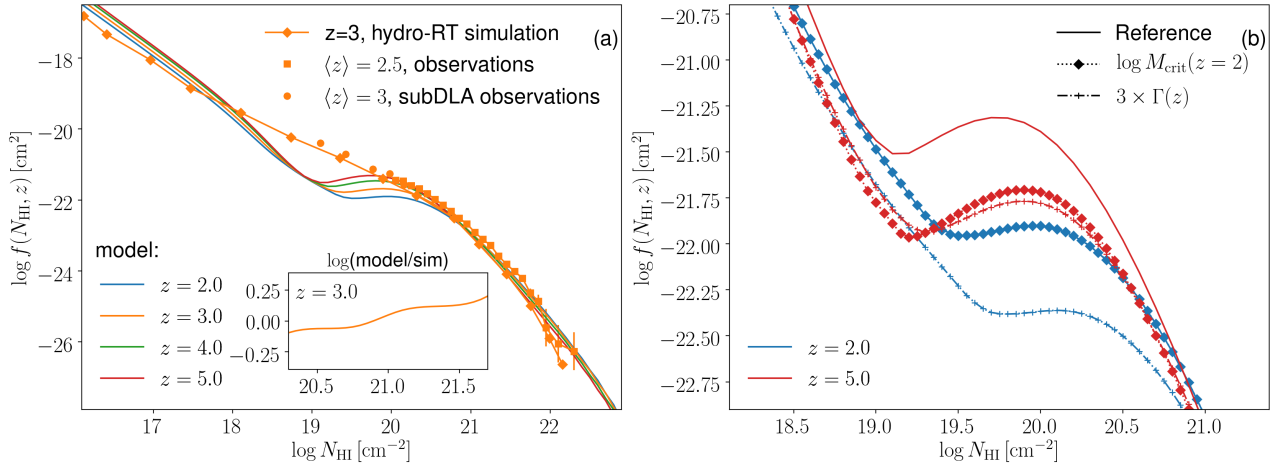 (a)
z=3, hydro-RT simulation
⟨z⟩ = 2.5, observations
⟨z⟩ = 3, subDLA observations
log f(N_HI, z) [cm²]
−18
−20
−22
−24
−26
model:
z = 2.0
z = 3.0
z = 4.0
z = 5.0
log(model/sim)
z = 3.0
0.25
0.00
−0.25
20.5 21.0 21.5
17 18 19 20 21 22
log N_HI [cm⁻²]
(b)
Reference
log M_crit(z = 2)
3 × Γ(z)
log f(N_HI, z) [cm²]
−20.75
−21.00
−21.25
−21.50
−21.75
−22.00
−22.25
−22.50
−22.75
z = 2.0
z = 5.0
18.5 19.0 19.5 20.0 20.5 21.0
log N_HI [cm⁻²]